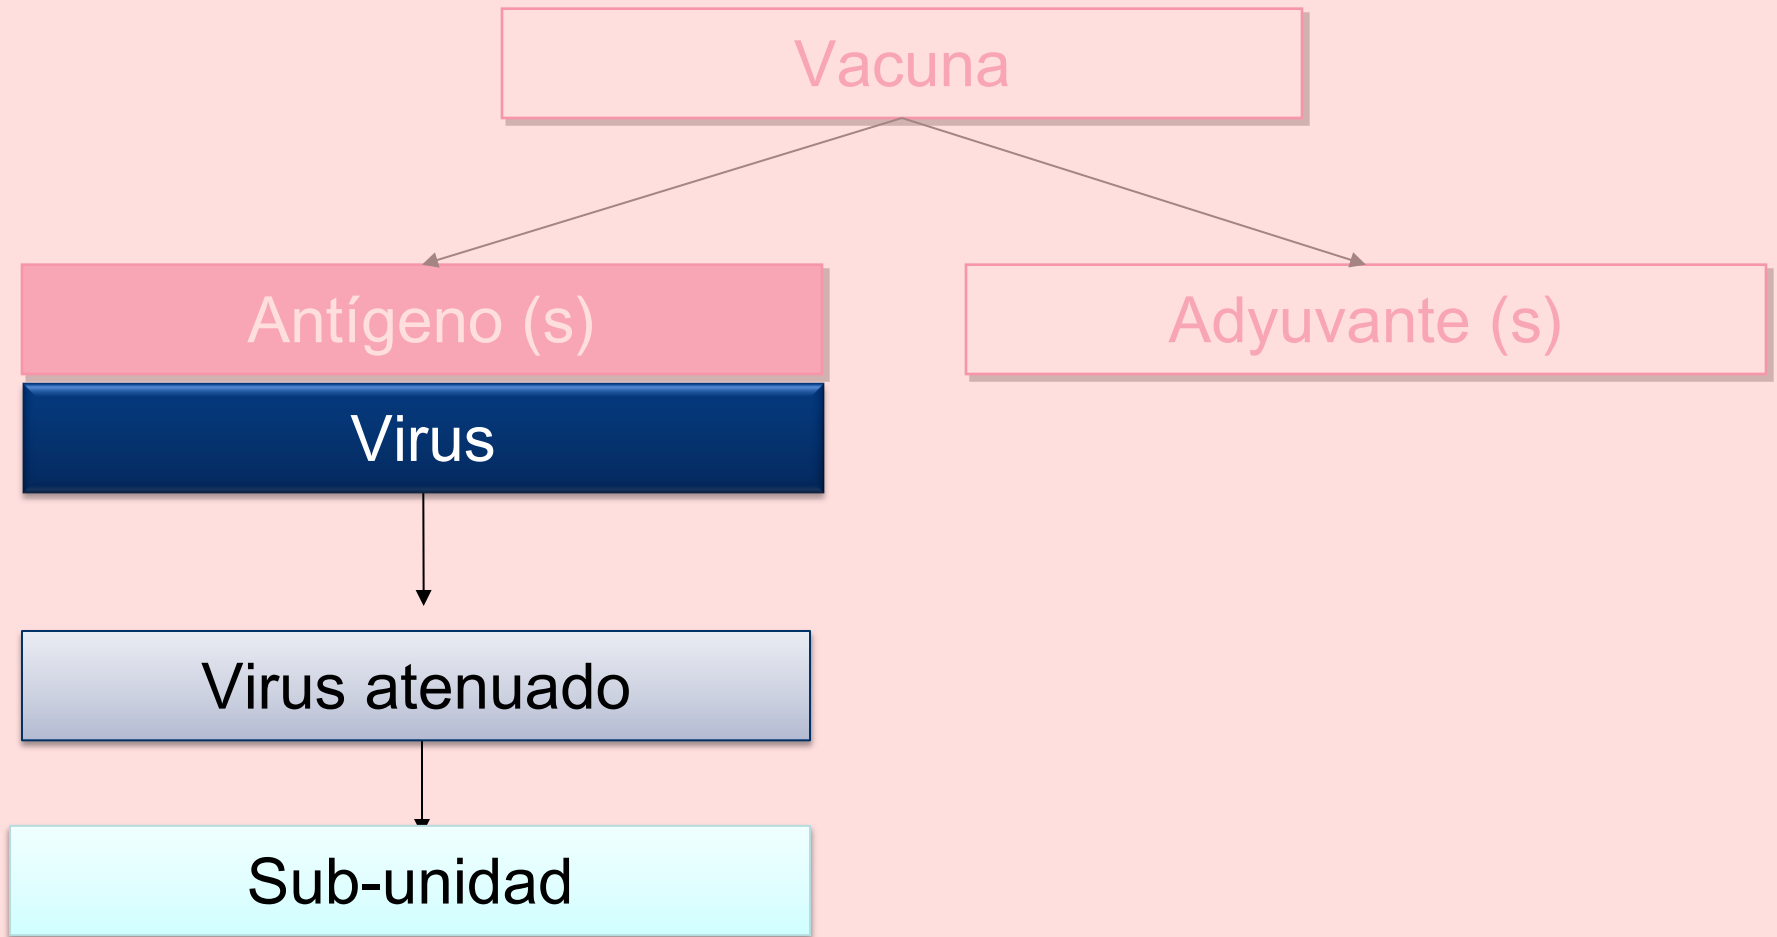 Vacuna
Antígeno (s)
Adyuvante (s)
Virus
Virus atenuado
Sub-unidad